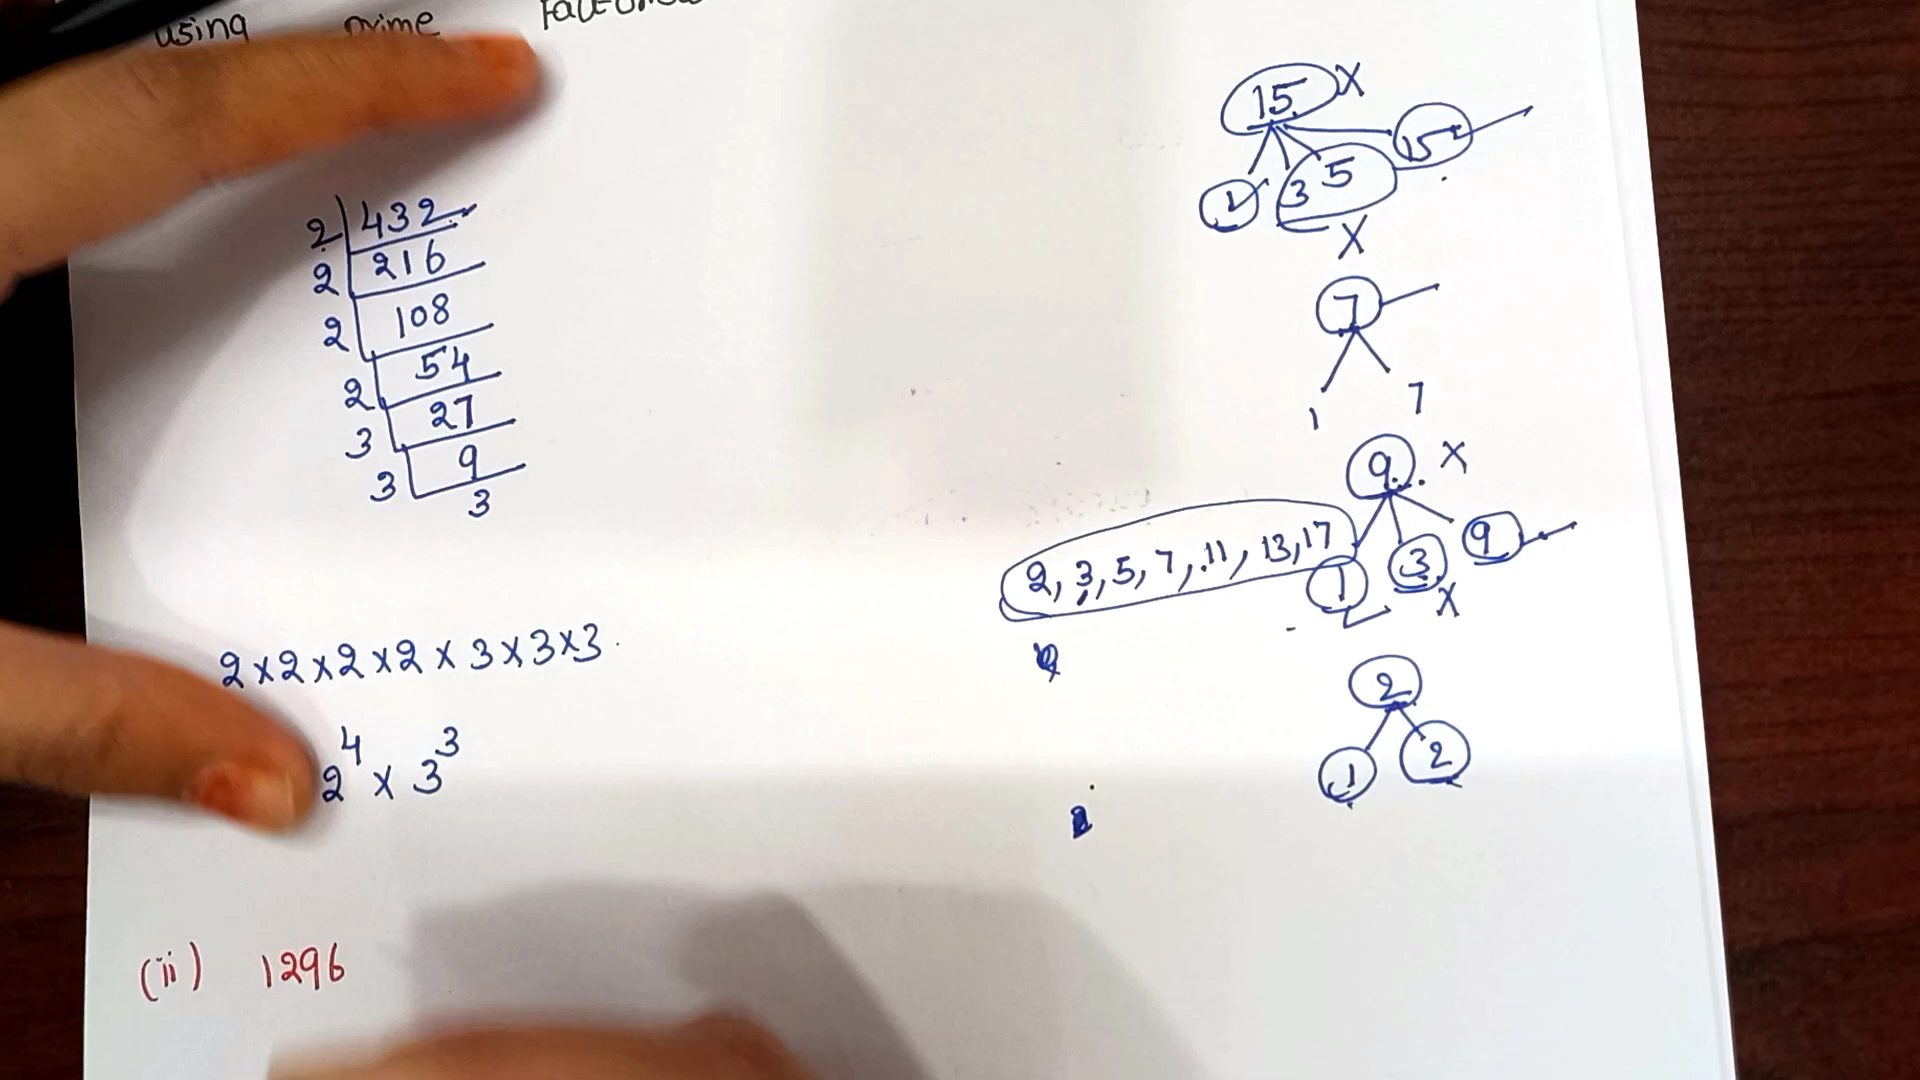 using prime
2 | 432
2 | 216
2 | 108
2 | 54
3 | 27
3 | 9
3
2 x 2 x 2 x 2 x 3 x 3 x 3
2⁴ x 3³
(ii) 1296
15 X
1 3 5 15
X
7
1 7
9 X
2, 3, 5, 7, 11, 13, 17
1 3 9
X
2
1 2